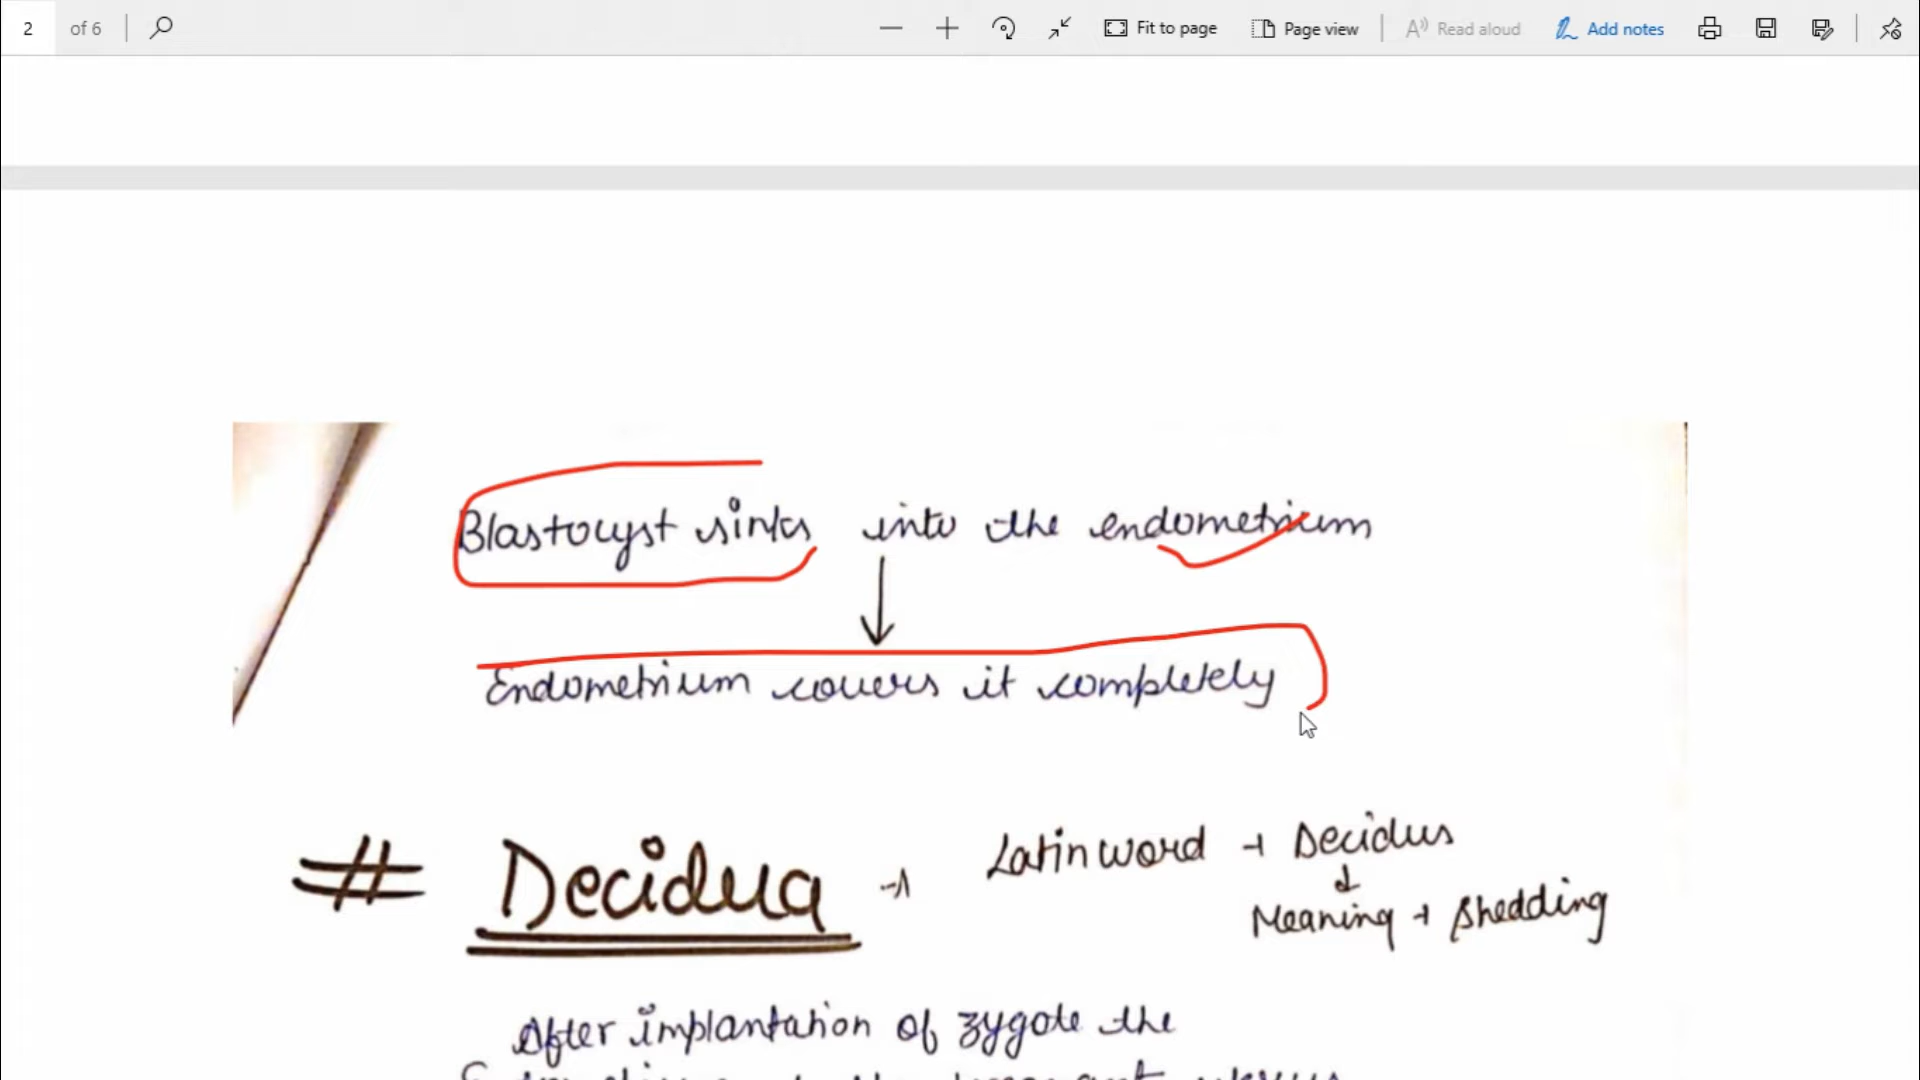 2 of 6 Fit to page Page view Read aloud Add notes
Blastocyst sinks into the endometrium
Endometrium covers it completely
# Decidua → Latin word → Decidus
Meaning → Shedding
After implantation of zygote the